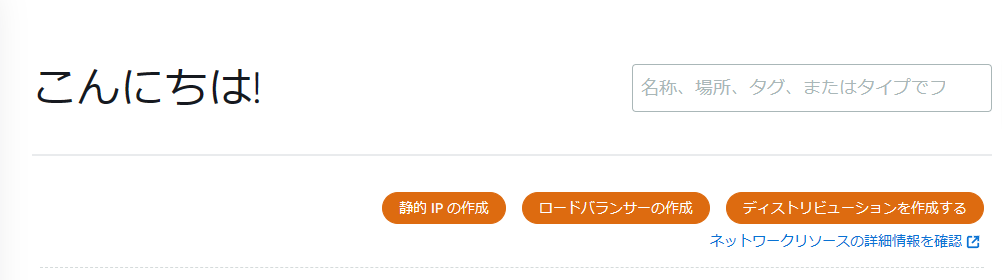 こんにちは!
名称、場所、タグ、またはタイプでフ
静的 IP の作成
ロードバランサーの作成
ディストリビューションを作成する
ネットワークリソースの詳細情報を確認